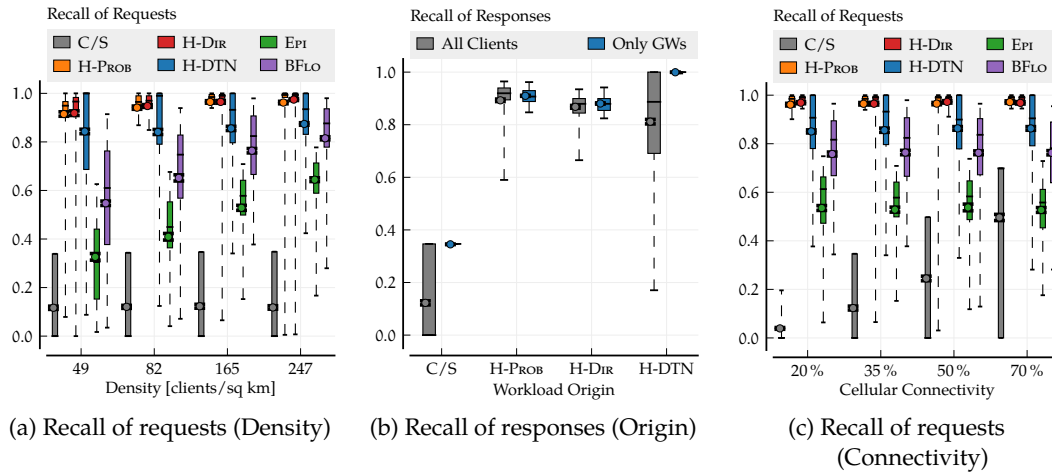 Recall of Requests
C/S
H-DIR
EPI
H-PROB
H-DTN
BFLO
1.0
0.8
0.6
0.4
0.2
0.0
49
82
165
247
Density [clients/sq km]
(a) Recall of requests (Density)
Recall of Responses
All Clients
Only GWs
1.0
0.8
0.6
0.4
0.2
0.0
C/S
H-PROB
H-DIR
H-DTN
Workload Origin
(b) Recall of responses (Origin)
Recall of Requests
C/S
H-DIR
EPI
H-PROB
H-DTN
BFLO
1.0
0.8
0.6
0.4
0.2
0.0
20 %
35 %
50 %
70 %
Cellular Connectivity
(c) Recall of requests
(Connectivity)